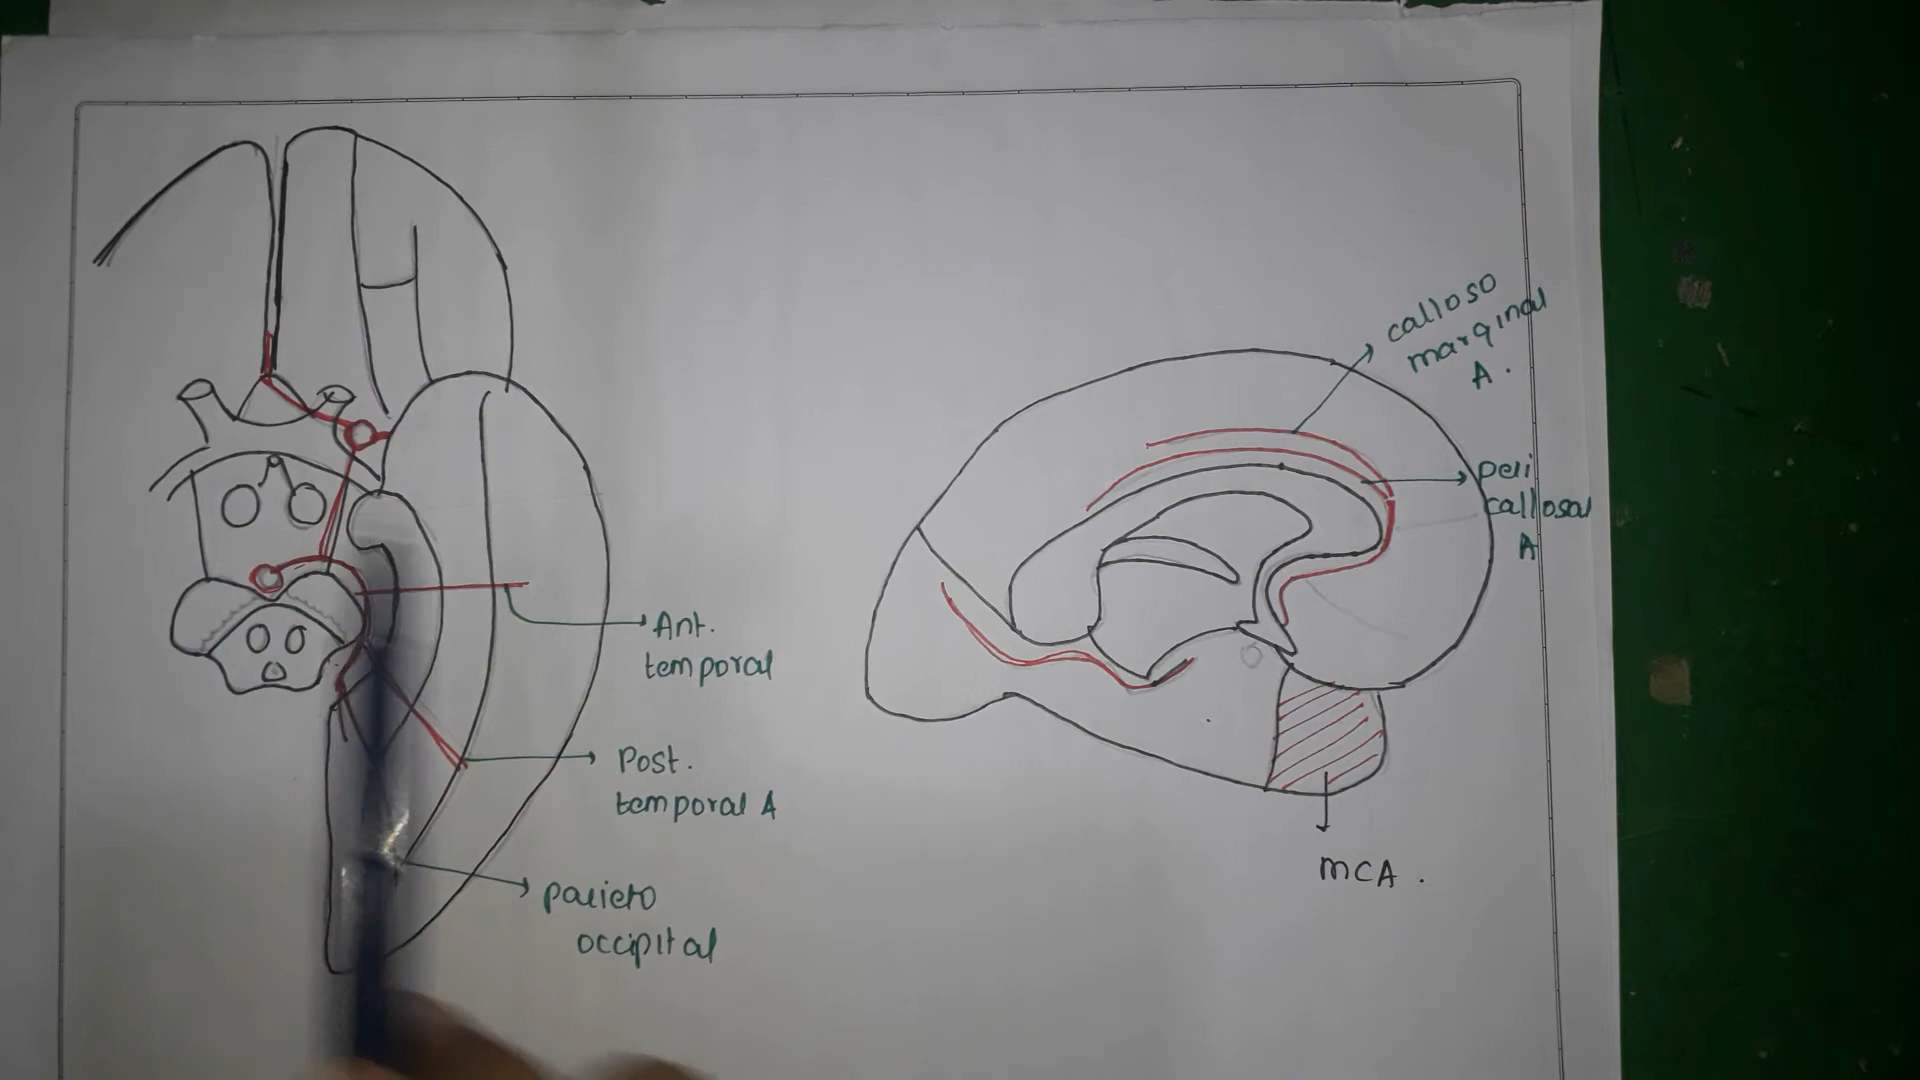 Ant.
temporal
Post.
temporal A
parieto
occipital
calloso
marginal
A.
peri
callosal
A
MCA.